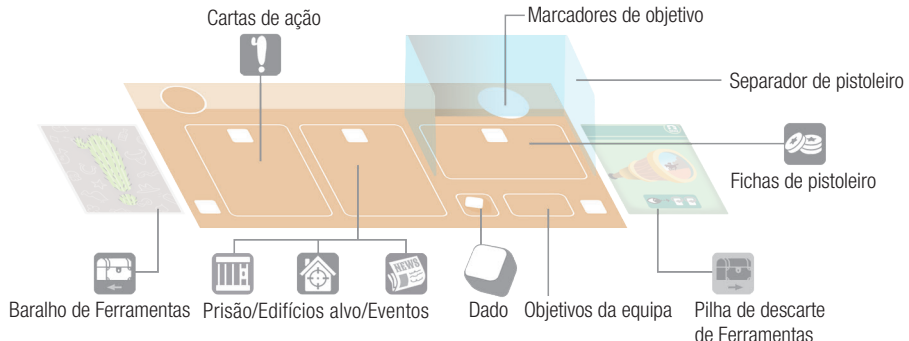 Cartas de ação
Marcadores de objetivo
Separador de pistoleiro
Fichas de pistoleiro
NEWS
Baralho de Ferramentas
Prisão/Edifícios alvo/Eventos
Dado
Objetivos da equipa
Pilha de descarte
de Ferramentas